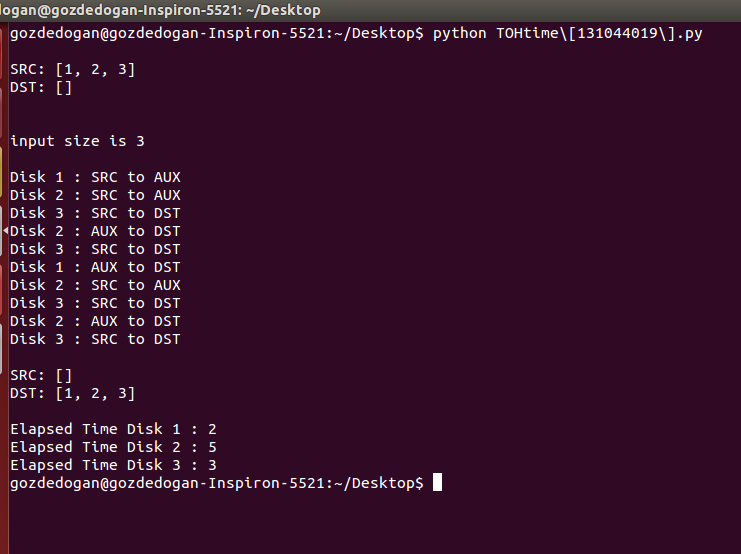 dogan@gozdedogan-Inspiron-5521: ~/Desktop
gozdedogan@gozdedogan-Inspiron-5521:~/Desktop$ python TOHtime\[131044019\].py
SRC: [1, 2, 3]
DST: []
input size is 3
Disk 1 : SRC to AUX
Disk 2 : SRC to AUX
Disk 3 : SRC to DST
Disk 2 : AUX to DST
Disk 3 : SRC to DST
Disk 1 : AUX to DST
Disk 2 : SRC to AUX
Disk 3 : SRC to DST
Disk 2 : AUX to DST
Disk 3 : SRC to DST
SRC: []
DST: [1, 2, 3]
Elapsed Time Disk 1 : 2
Elapsed Time Disk 2 : 5
Elapsed Time Disk 3 : 3
gozdedogan@gozdedogan-Inspiron-5521:~/Desktop$